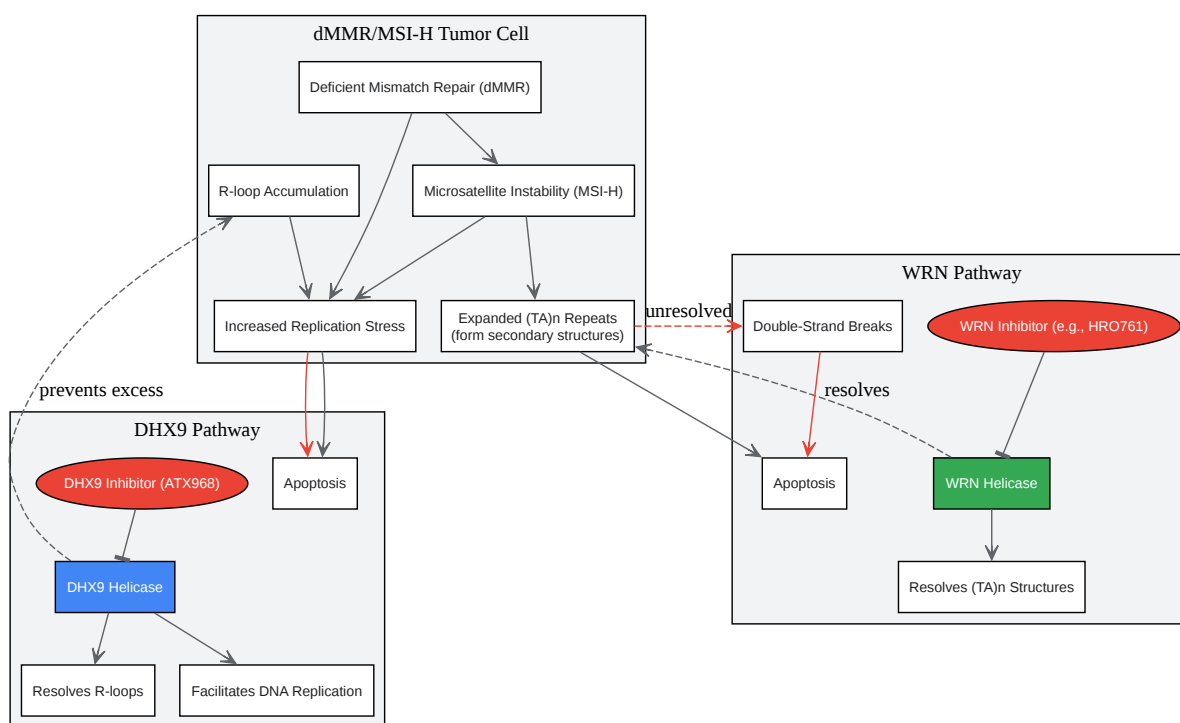 dMMR/MSI-H Tumor Cell
Deficient Mismatch Repair (dMMR)
R-loop Accumulation
Microsatellite Instability (MSI-H)
Increased Replication Stress
Expanded (TA)n Repeats
(form secondary structures)
unresolved
WRN Pathway
Double-Strand Breaks
WRN Inhibitor (e.g., HRO761)
resolves
Apoptosis
WRN Helicase
Resolves (TA)n Structures
prevents excess
DHX9 Pathway
DHX9 Inhibitor (ATX968)
Apoptosis
DHX9 Helicase
Resolves R-loops
Facilitates DNA Replication